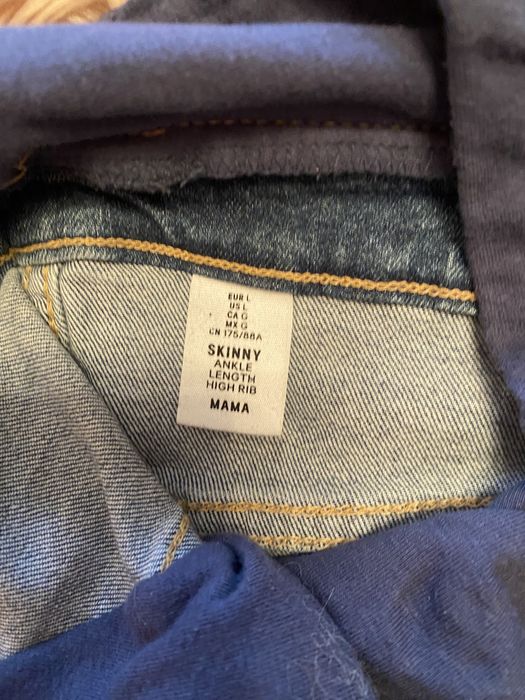 EUR L
US L
CA G
MX G
CN 175/88A
SKINNY
ANKLE
LENGTH
HIGH RIB
MAMA